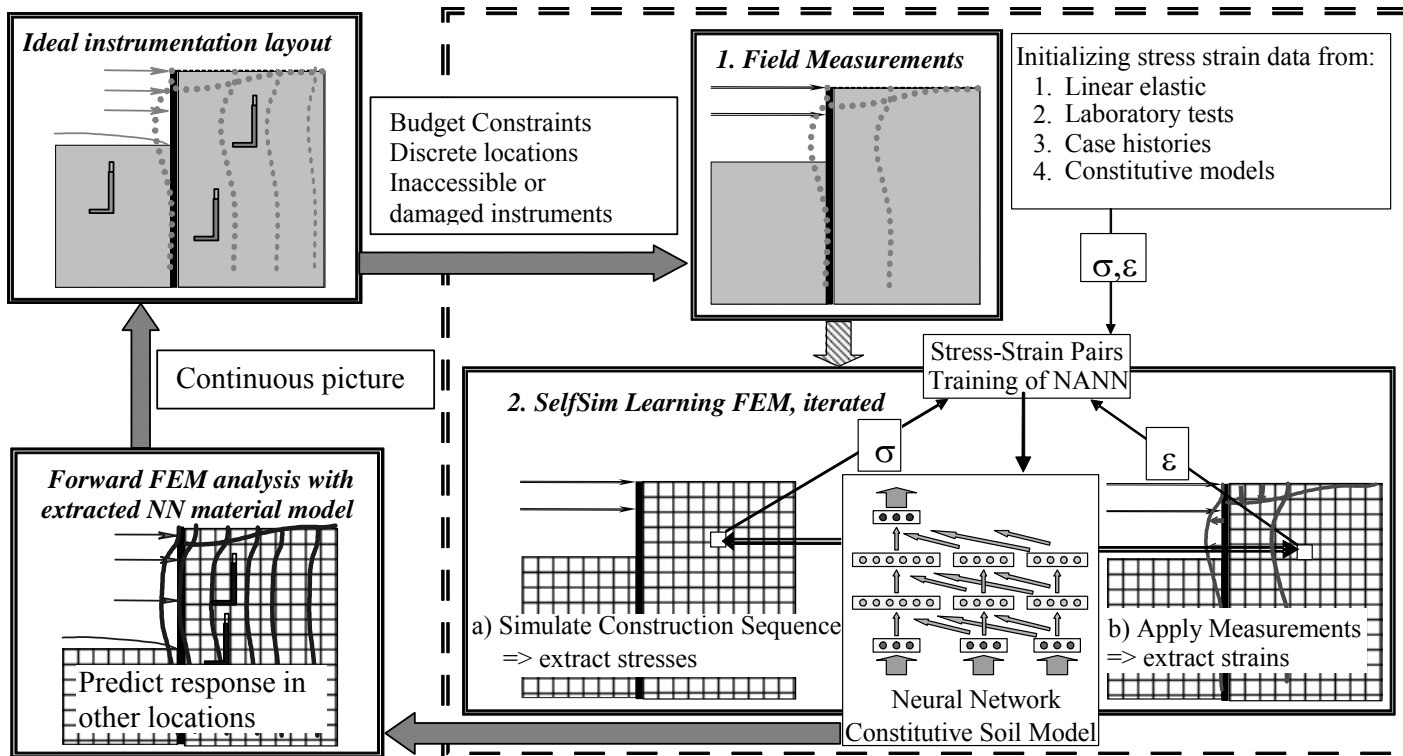 Ideal instrumentation layout
Budget Constraints
Discrete locations
Inaccessible or
damaged instruments
1. Field Measurements
Initializing stress strain data from:
1. Linear elastic
2. Laboratory tests
3. Case histories
4. Constitutive models
σ,ε
Continuous picture
Stress-Strain Pairs
Training of NANN
2. SelfSim Learning FEM, iterated
σ
ε
a) Simulate Construction Sequence
=> extract stresses
b) Apply Measurements
=> extract strains
Neural Network
Constitutive Soil Model
Forward FEM analysis with
extracted NN material model
Predict response in
other locations